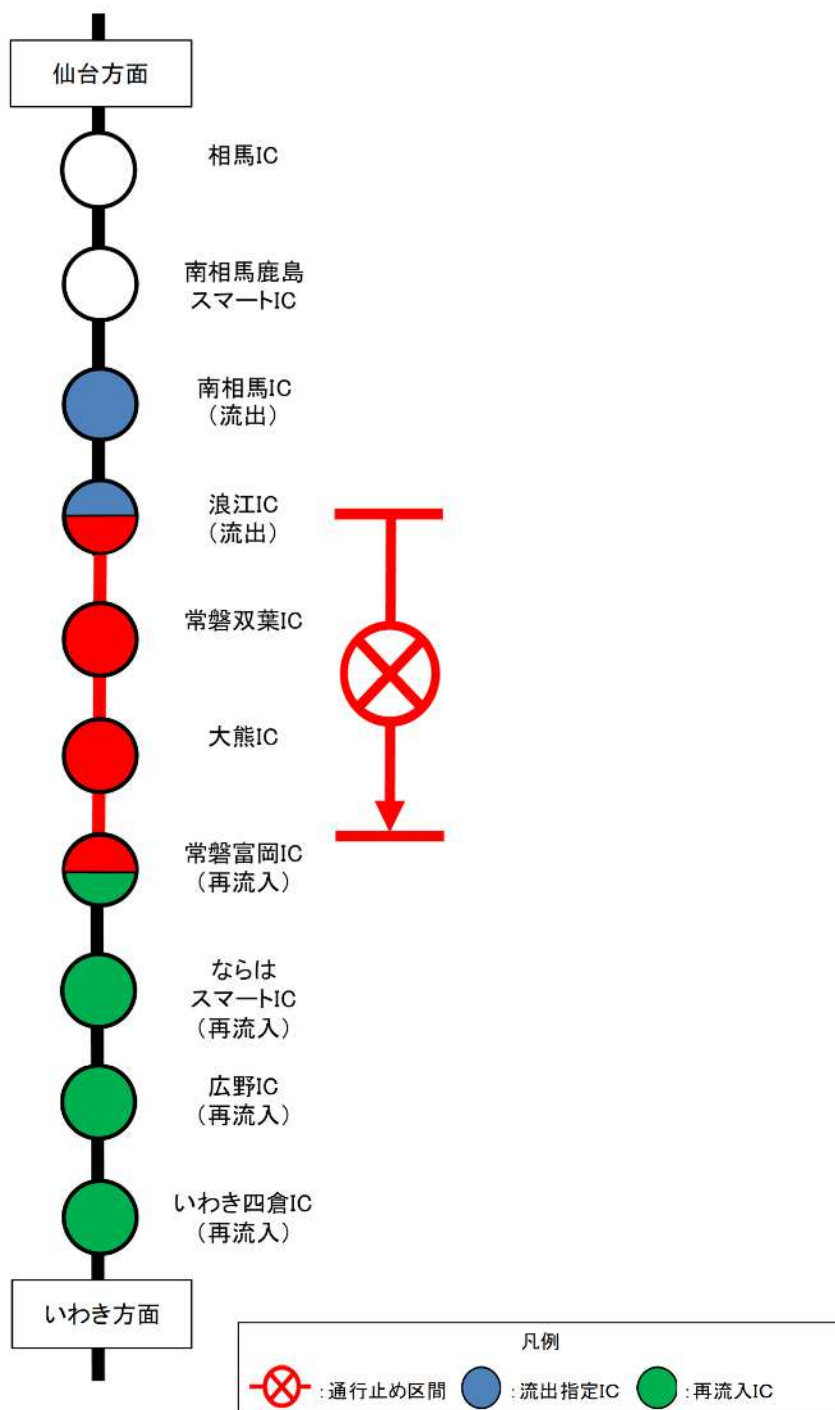 仙台方面
相馬IC
南相馬鹿島
スマートIC
南相馬IC
（流出）
浪江IC
（流出）
常磐双葉IC
大熊IC
常磐富岡IC
（再流入）
ならは
スマートIC
（再流入）
広野IC
（再流入）
いわき四倉IC
（再流入）
いわき方面
凡例
：通行止め区間 ：流出指定IC ：再流入IC